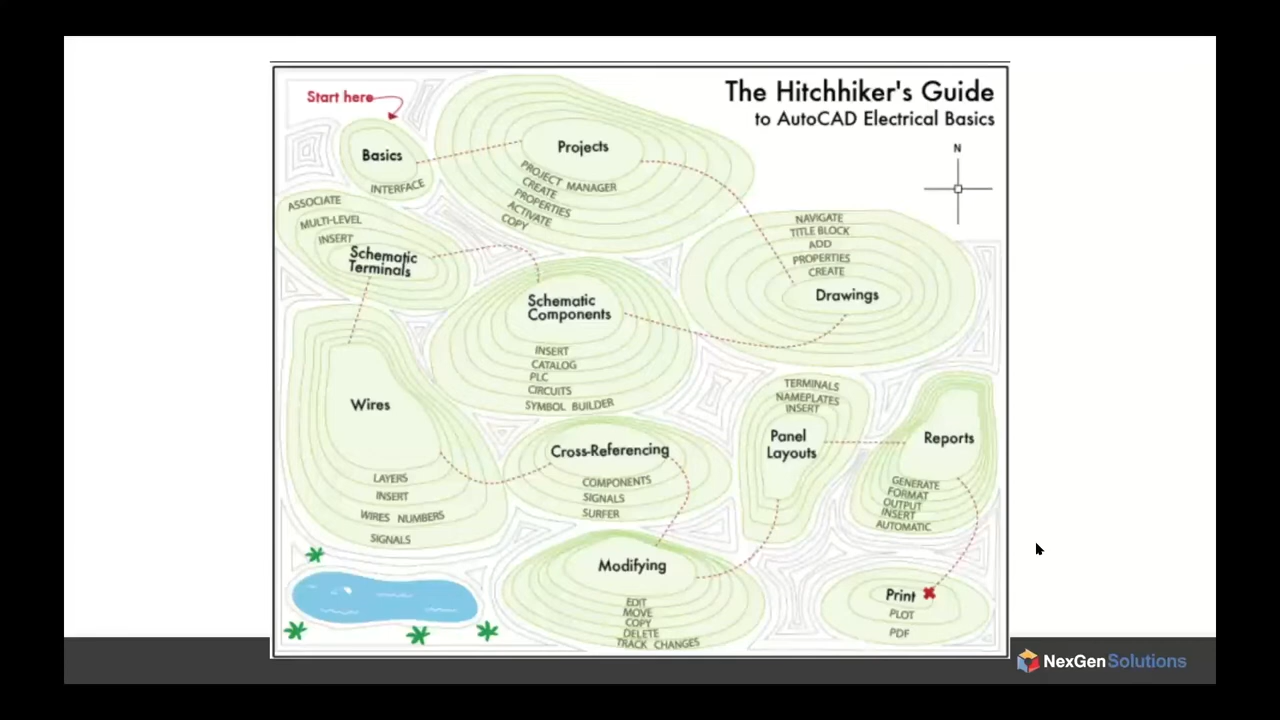 The Hitchhiker's Guide
to AutoCAD Electrical Basics
N
Start here
Basics
INTERFACE
Projects
PROJECT MANAGER
CREATE
PROPERTIES
ACTIVATE
COPY
NAVIGATE
TITLE BLOCK
ADD
PROPERTIES
CREATE
Drawings
ASSOCIATE
MULTI-LEVEL
INSERT
Schematic
Terminals
Schematic
Components
INSERT
CATALOG
PLC
CIRCUITS
SYMBOL BUILDER
Wires
LAYERS
INSERT
WIRES NUMBERS
SIGNALS
Cross-Referencing
COMPONENTS
SIGNALS
SURFER
Modifying
EDIT
MOVE
COPY
DELETE
TRACK CHANGES
TERMINALS
NAMEPLATES
INSERT
Panel
Layouts
Reports
GENERATE
FORMAT
OUTPUT
INSERT
AUTOMATIC
Print
PLOT
PDF
NexGenSolutions